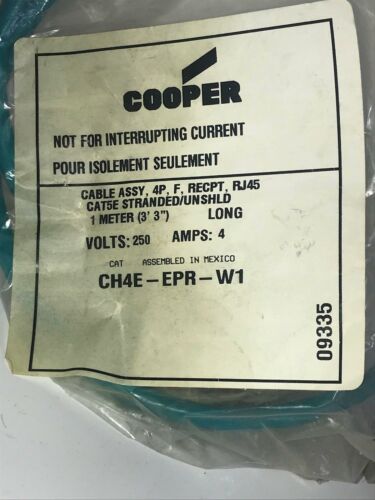 COOPER
NOT FOR INTERRUPTING CURRENT
POUR ISOLEMENT SEULEMENT
CABLE ASSY, 4P, F, RECPT, RJ45
CAT5E STRANDED/UNSHLD
1 METER (3' 3") LONG
VOLTS: 250 AMPS: 4
CAT ASSEMBLED IN MEXICO
CH4E-EPR-W1
09335